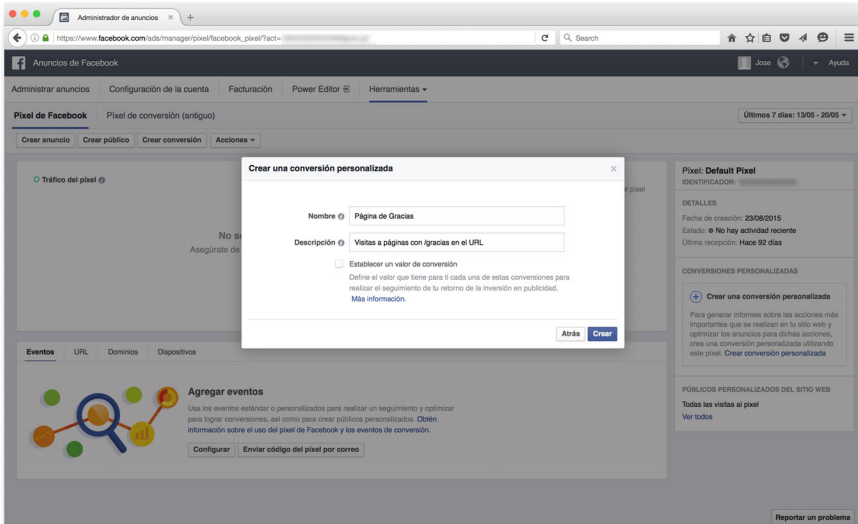 Administrador de anuncios
https://www.facebook.com/ads/manager/pixel/facebook_pixel/?act=
Search
Anuncios de Facebook
Jose
Ayuda
Administrar anuncios
Configuración de la cuenta
Facturación
Power Editor
Herramientas
Píxel de Facebook
Píxel de conversión (antiguo)
Últimos 7 días: 13/05 - 20/05
Crear anuncio
Crear público
Crear conversión
Acciones
Tráfico del píxel
el píxel
No se
Asegúrate de
Crear una conversión personalizada
Nombre
Página de Gracias
Descripción
Visitas a páginas con /gracias en el URL
Establecer un valor de conversión
Define el valor que tiene para ti cada una de estas conversiones para
realizar el seguimiento de tu retorno de la inversión en publicidad.
Más información.
Atrás
Crear
Pixel: Default Pixel
IDENTIFICADOR:
DETALLES
Fecha de creación: 23/08/2015
Estado: No hay actividad reciente
Última recepción: Hace 92 días
CONVERSIONES PERSONALIZADAS
Crear una conversión personalizada
Para generar informes sobre las acciones más
importantes que se realizan en tu sitio web y
optimizar los anuncios para dichas acciones,
crea una conversión personalizada utilizando
este píxel. Crear conversión personalizada
PÚBLICOS PERSONALIZADOS DEL SITIO WEB
Todas las visitas al píxel
Ver todos
Eventos
URL
Dominios
Dispositivos
Agregar eventos
Usa los eventos estándar o personalizados para realizar un seguimiento y optimizar
para lograr conversiones, así como para crear públicos personalizados. Obtén
información sobre el uso del píxel de Facebook y los eventos de conversión.
Configurar
Enviar código del píxel por correo
Reportar un problema